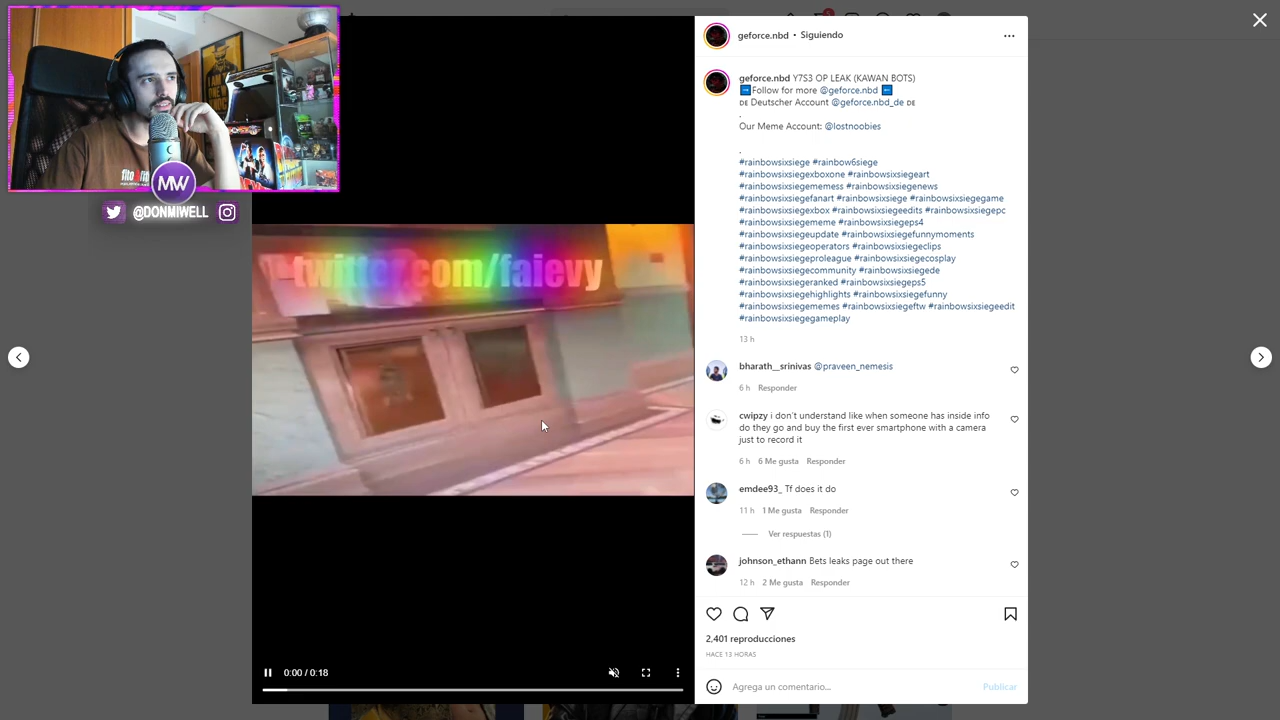 geforce.nbd • Siguiendo
geforce.nbd Y7S3 OP LEAK (KAWAN BOTS)
➡️Follow for more @geforce.nbd ⬅️
DE Deutscher Account @geforce.nbd_de DE
.
Our Meme Account: @lostnoobies
.
#rainbowsixsiege #rainbow6siege
#rainbowsixsiegexboxone #rainbowsixsiegeart
#rainbowsixsiegememess #rainbowsixsiegenews
#rainbowsixsiegefanart #rainbowsixsiege #rainbowsixsiegegame
#rainbowsixsiegexbox #rainbowsixsiegeedits #rainbowsixsiegepc
#rainbowsixsiegememe #rainbowsixsiegeps4
#rainbowsixsiegeupdate #rainbowsixsiegefunnymoments
#rainbowsixsiegeoperators #rainbowsixsiegeclips
#rainbowsixsiegeproleague #rainbowsixsiegecosplay
#rainbowsixsiegecommunity #rainbowsixsiegede
#rainbowsixsiegeranked #rainbowsixsiegeps5
#rainbowsixsiegehighlights #rainbowsixsiegefunny
#rainbowsixsiegememes #rainbowsixsiegeftw #rainbowsixsiegeedit
#rainbowsixsiegegameplay
13 h
bharath__srinivas @praveen_nemesis
6 h Responder
cwipzy i don't understand like when someone has inside info
do they go and buy the first ever smartphone with a camera
just to record it
6 h 6 Me gusta Responder
emdee93_ Tf does it do
11 h 1 Me gusta Responder
Ver respuestas (1)
johnson_ethann Bets leaks page out there
12 h 2 Me gusta Responder
2,401 reproducciones
HACE 13 HORAS
Agrega un comentario...
Publicar
MW
@DONMIWELL
twitter.com/faievy
0:00 / 0:18